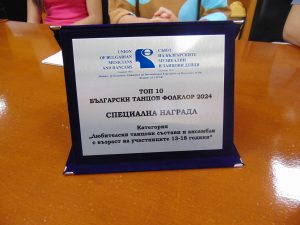 UNION
OF BULGARIAN
MUSICIANS
AND DANCERS
СЪЮЗ
НА БЪЛГАРСКИТЕ
МУЗИКАЛНИ
И ТАНЦОВИ ДЕЙЦИ
ТОП 10
БЪЛГАРСКИ ТАНЦОВ ФОЛКЛОР 2024
СПЕЦИАЛНА НАГРАДА
Категория
„Любителски танцови състави и ансамбли
с възраст на участниците 13-18 години"